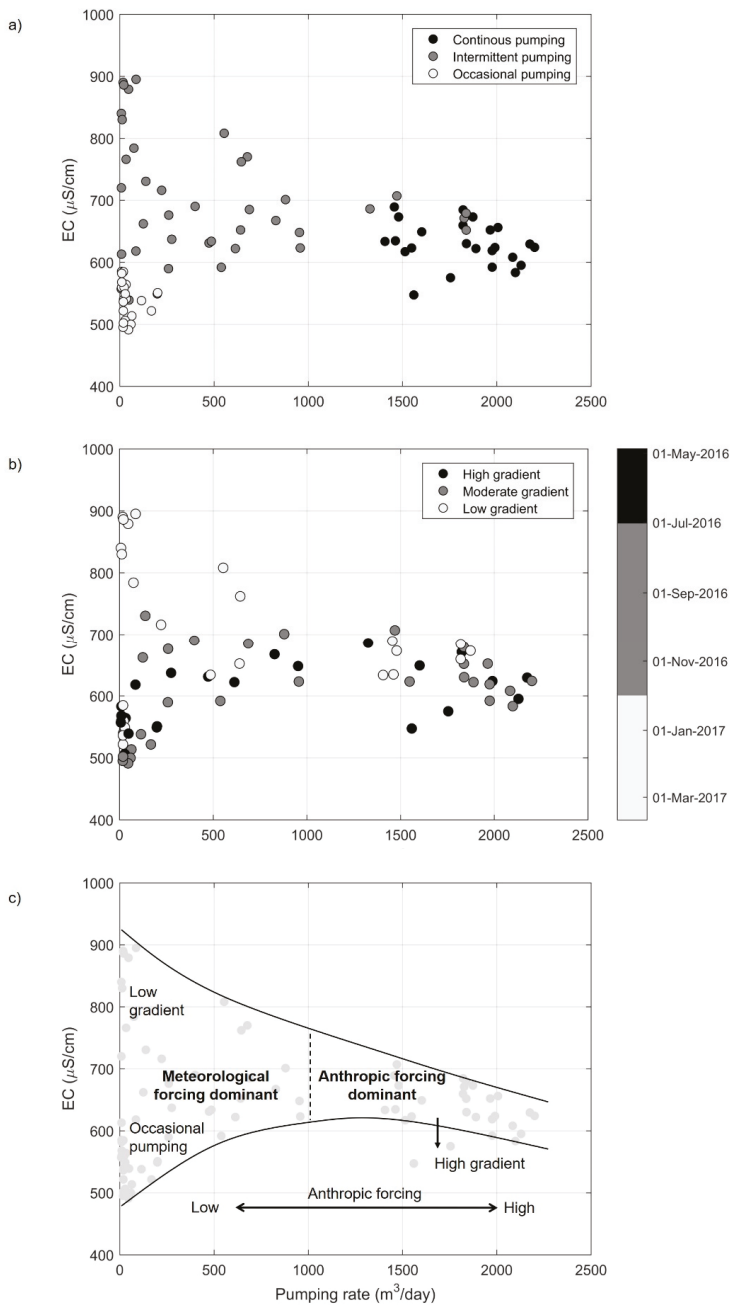 a)
1000
900
800
700
600
500
400
EC (μS/cm)
Continous pumping
Intermittent pumping
Occasional pumping
0
500
1000
1500
2000
2500
b)
1000
900
800
700
600
500
400
EC (μS/cm)
High gradient
Moderate gradient
Low gradient
0
500
1000
1500
2000
2500
01-May-2016
01-Jul-2016
01-Sep-2016
01-Nov-2016
01-Jan-2017
01-Mar-2017
c)
1000
900
800
700
600
500
400
EC (μS/cm)
Low
gradient
Meteorological
forcing dominant
Anthropic forcing
dominant
Occasional
pumping
High gradient
Anthropic forcing
Low
High
0
500
1000
1500
2000
2500
Pumping rate (m³/day)